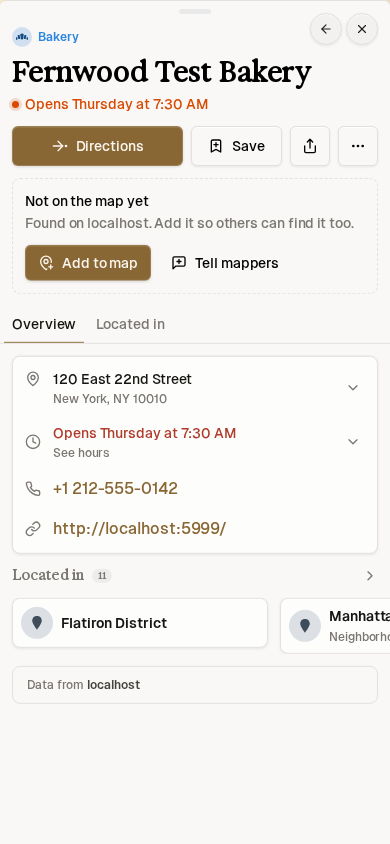 Bakery
Fernwood Test Bakery
Opens Thursday at 7:30 AM
Directions
Save
Not on the map yet
Found on localhost. Add it so others can find it too.
Add to map
Tell mappers
Overview
Located in
120 East 22nd Street
New York, NY 10010
Opens Thursday at 7:30 AM
See hours
+1 212-555-0142
http://localhost:5999/
Located in 11
Flatiron District
Manhatta
Neighborho
Data from localhost